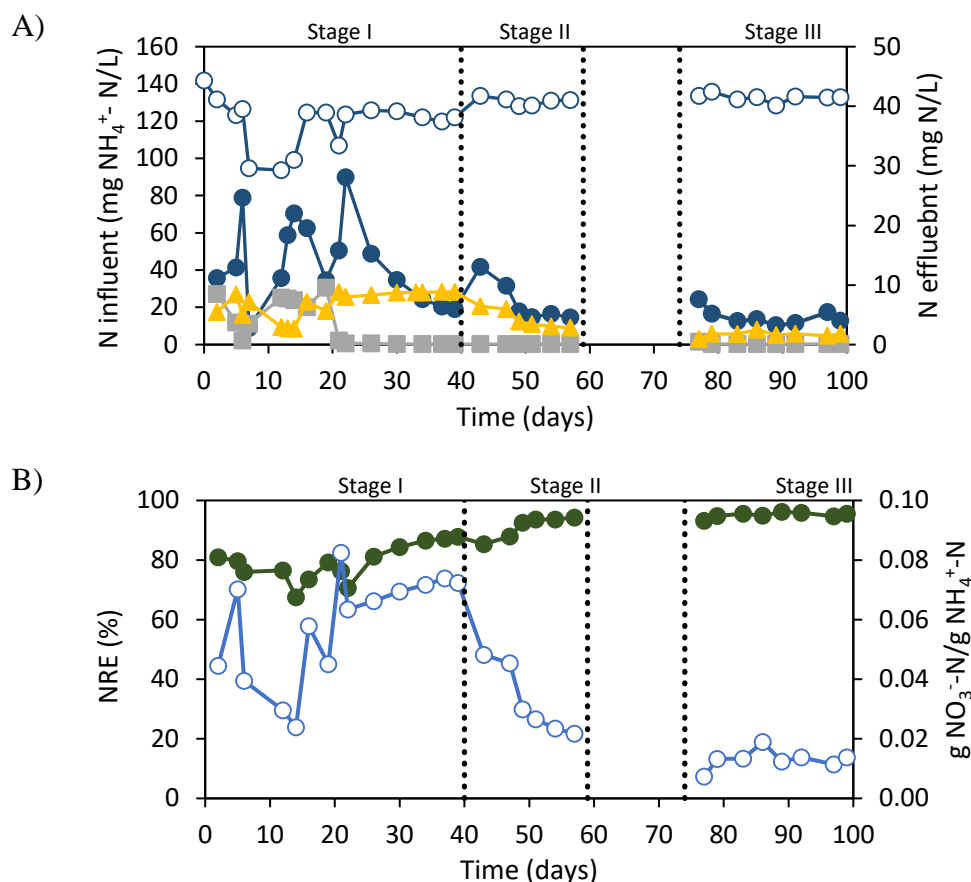 A)
Stage I Stage II Stage III
N influent (mg NH₄⁺- N/L)
160
140
120
100
80
60
40
20
0
50
40
30
20
10
0
N effluebnt (mg N/L)
0 10 20 30 40 50 60 70 80 90 100
Time (days)
B)
Stage I Stage II Stage III
NRE (%)
100
80
60
40
20
0
0.10
0.08
0.06
0.04
0.02
0.00
g NO₃⁻-N/g NH₄⁺-N
0 10 20 30 40 50 60 70 80 90 100
Time (days)